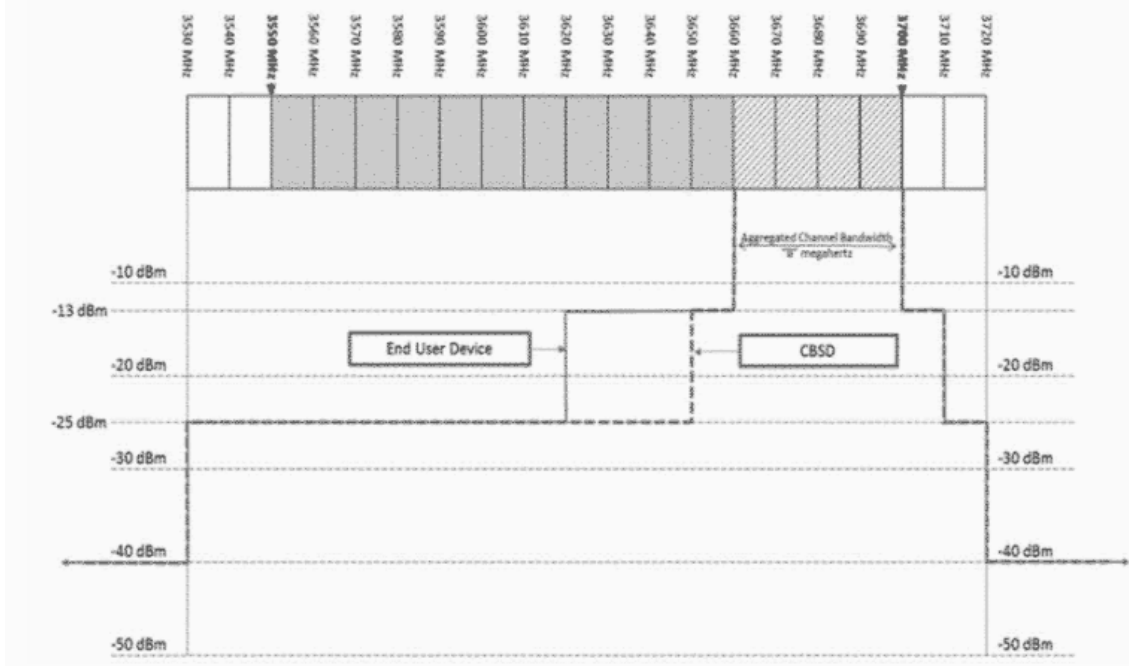 3530 MHz
3540 MHz
3550 MHz
3560 MHz
3570 MHz
3580 MHz
3590 MHz
3600 MHz
3610 MHz
3620 MHz
3630 MHz
3640 MHz
3650 MHz
3660 MHz
3670 MHz
3680 MHz
3690 MHz
3700 MHz
3710 MHz
3720 MHz
Aggregated Channel Bandwidth
"B" megahertz
-10 dBm
-10 dBm
-13 dBm
End User Device
CBSD
-20 dBm
-20 dBm
-25 dBm
-30 dBm
-30 dBm
-40 dBm
-40 dBm
-50 dBm
-50 dBm